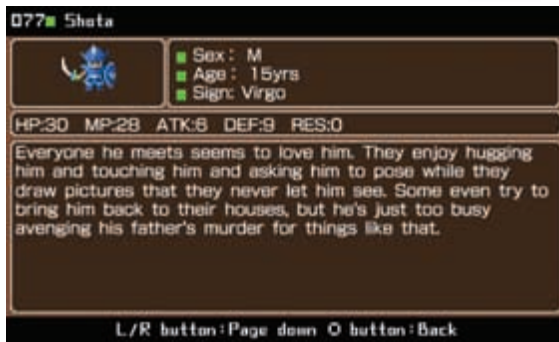 077 Shota
Sex: M
Age: 15yrs
Sign: Virgo
HP:30 MP:28 ATK:6 DEF:9 RES:0
Everyone he meets seems to love him. They enjoy hugging
him and touching him and asking him to pose while they
draw pictures that they never let him see. Some even try to
bring him back to their houses, but he's just too busy
avenging his father's murder for things like that.
L/R button:Page down O button:Back